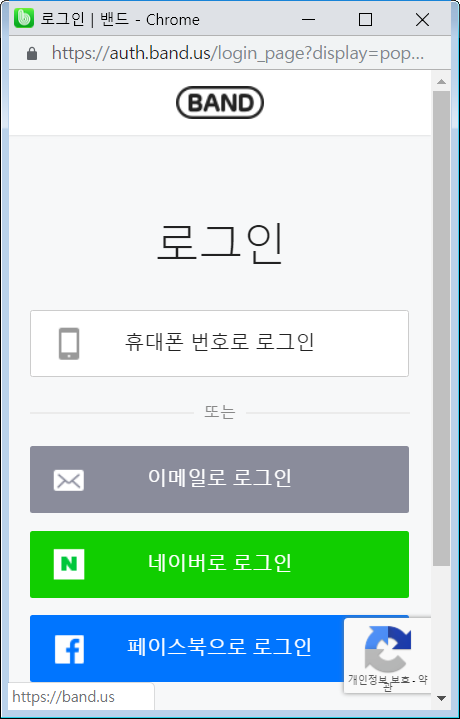 로그인 | 밴드 - Chrome
https://auth.band.us/login_page?display=pop...
BAND
로그인
휴대폰 번호로 로그인
또는
이메일로 로그인
N 네이버로 로그인
f 페이스북으로 로그인
개인정보 보호 - 약
관
https://band.us